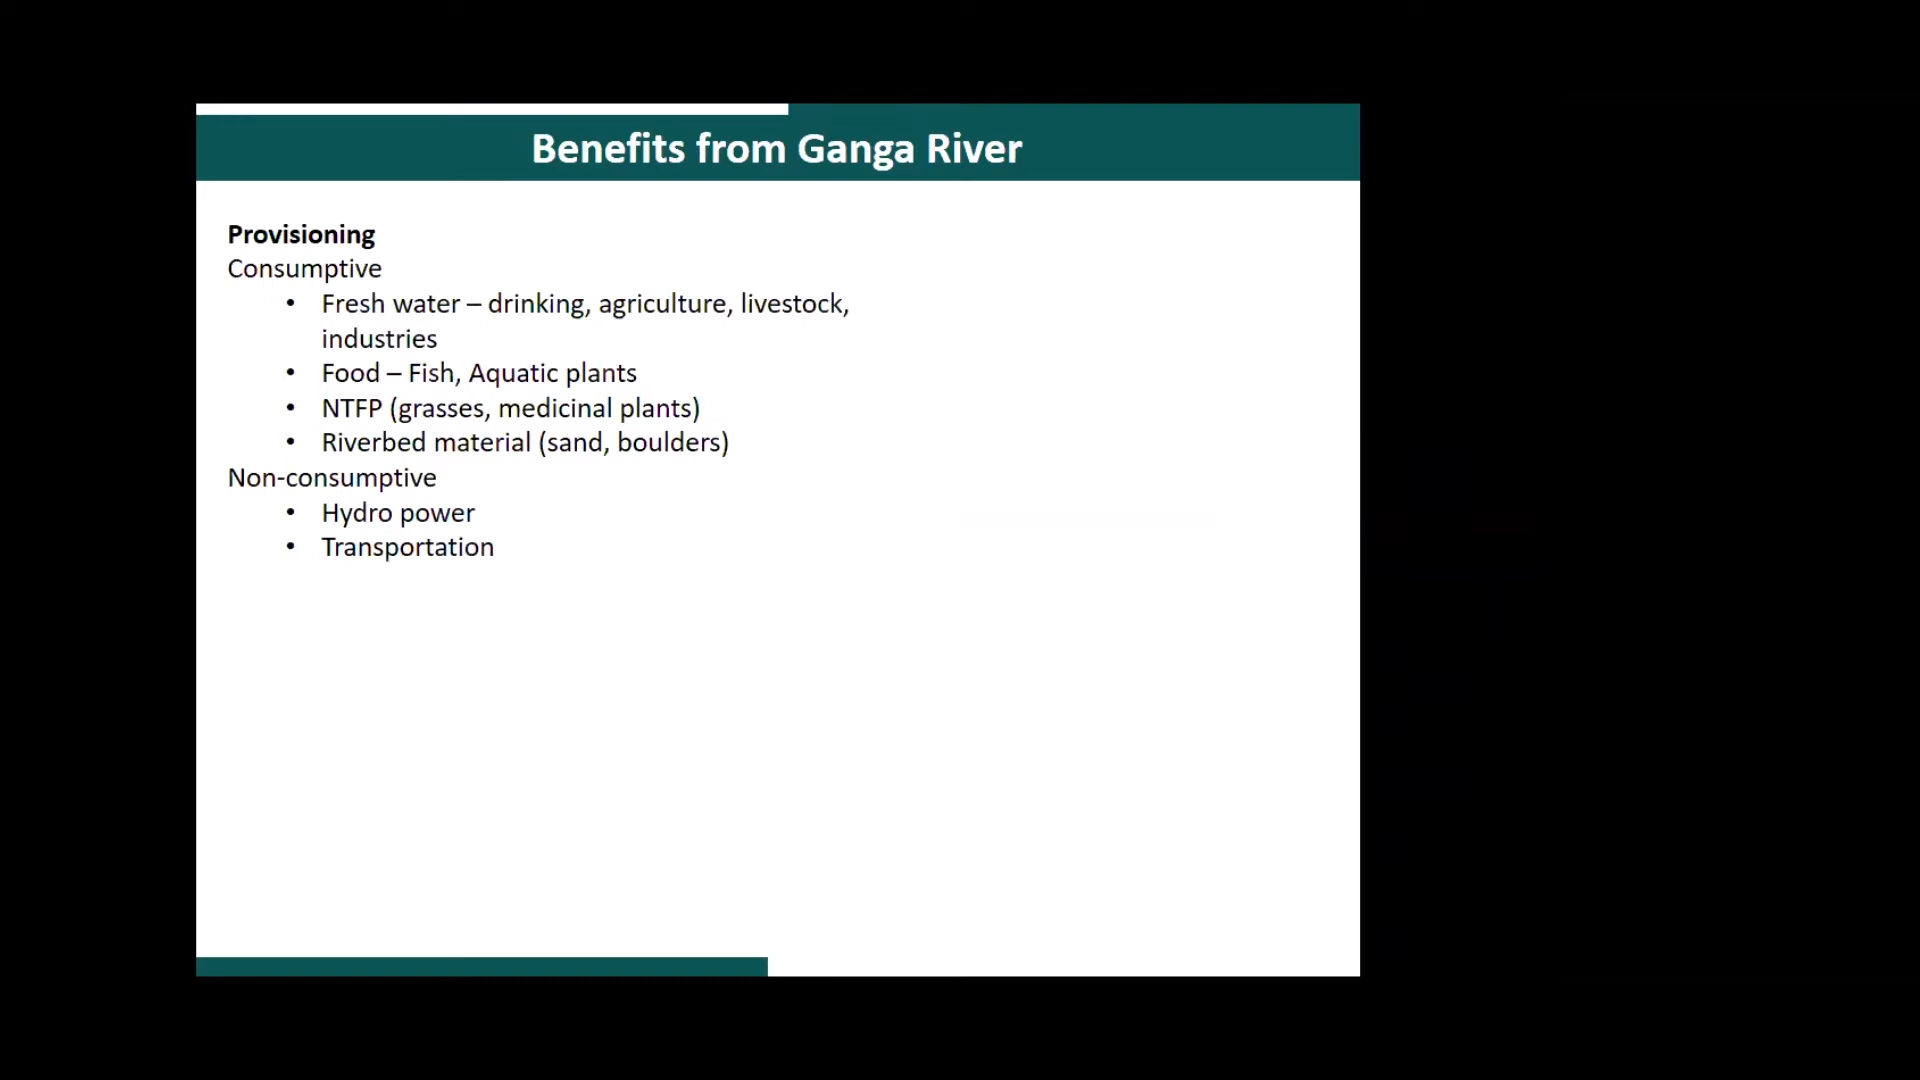 Benefits from Ganga River
Provisioning
Consumptive
• Fresh water – drinking, agriculture, livestock,
industries
• Food – Fish, Aquatic plants
• NTFP (grasses, medicinal plants)
• Riverbed material (sand, boulders)
Non-consumptive
• Hydro power
• Transportation